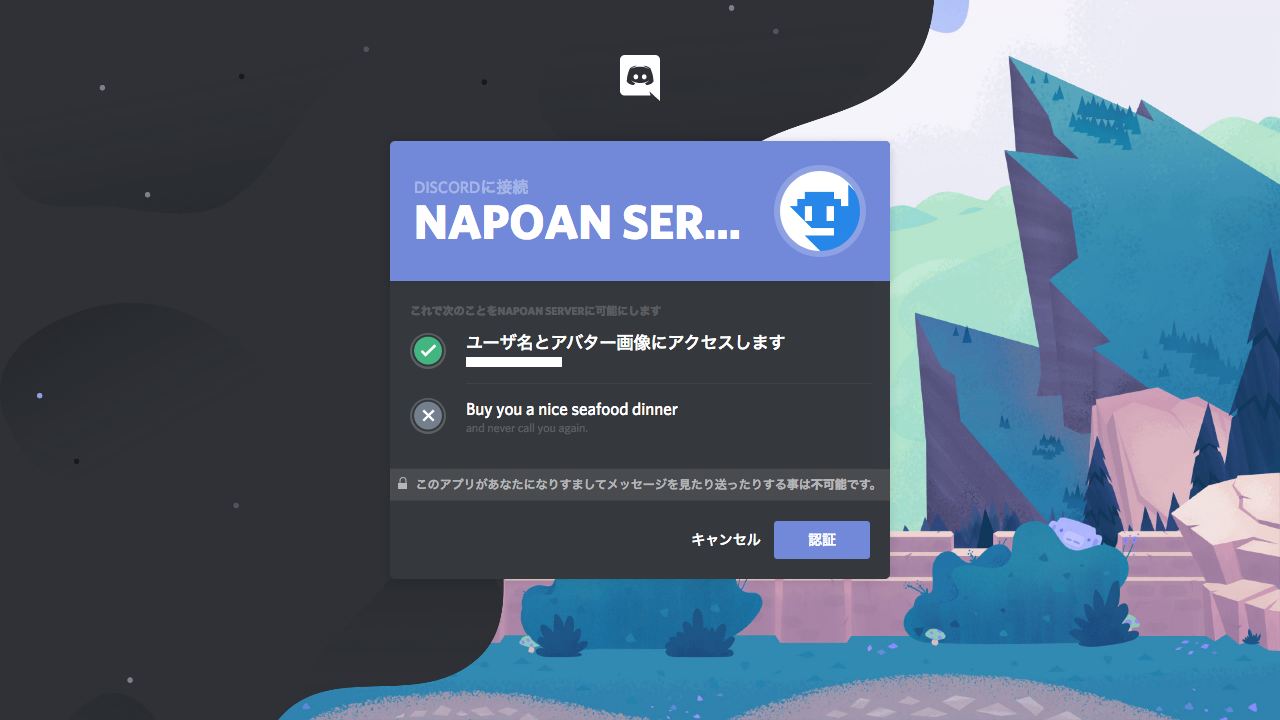 DISCORDに接続
NAPOAN SER...
これで次のことをNAPOAN SERVERに可能にします
ユーザ名とアバター画像にアクセスします
Buy you a nice seafood dinner
and never call you again.
このアプリがあなたになりすましてメッセージを見たり送ったりする事は不可能です。
キャンセル
認証